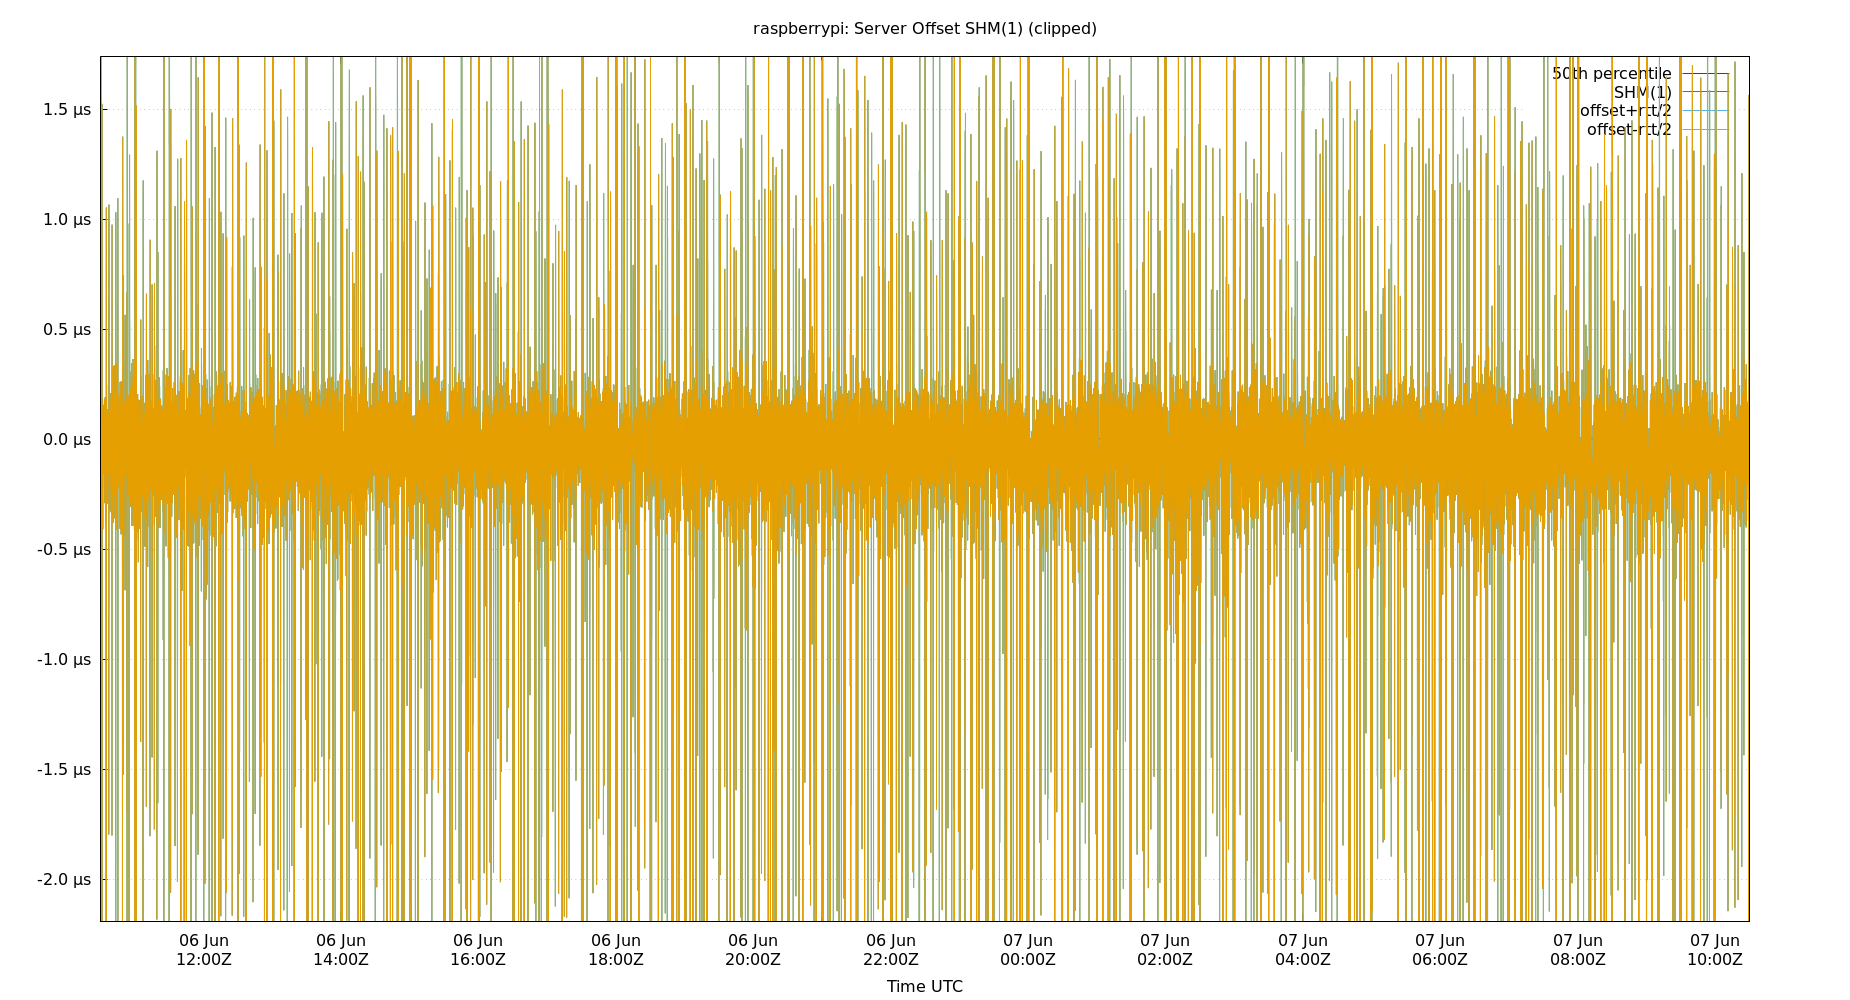 raspberrypi: Server Offset SHM(1) (clipped)
50th percentile
SHM(1)
offset+rtt/2
offset-rtt/2
1.5 µs
1.0 µs
0.5 µs
0.0 µs
-0.5 µs
-1.0 µs
-1.5 µs
-2.0 µs
06 Jun 06 Jun 06 Jun 06 Jun 06 Jun 06 Jun 07 Jun 07 Jun 07 Jun 07 Jun 07 Jun 07 Jun
12:00Z 14:00Z 16:00Z 18:00Z 20:00Z 22:00Z 00:00Z 02:00Z 04:00Z 06:00Z 08:00Z 10:00Z
Time UTC